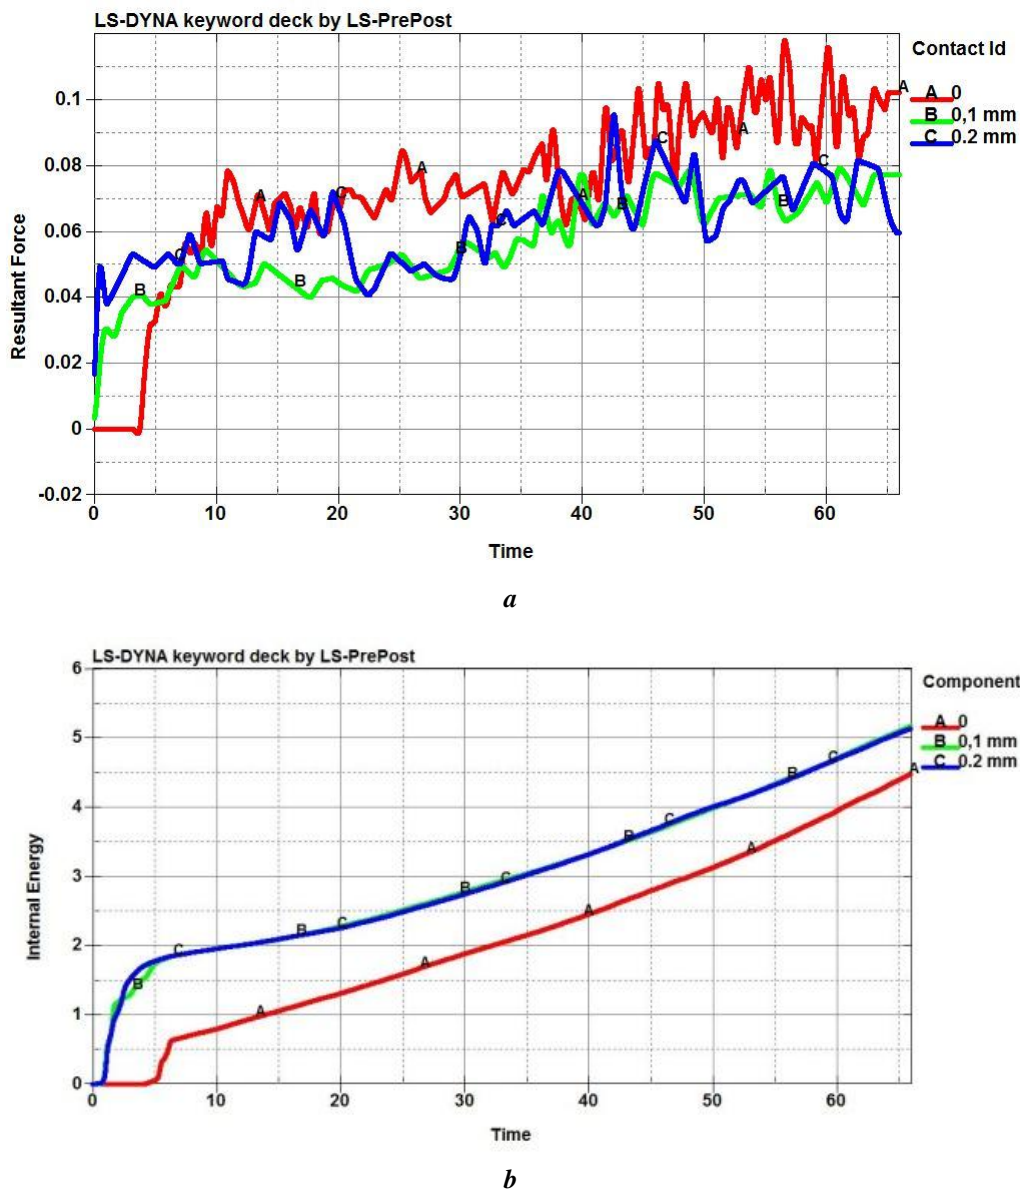 LS-DYNA keyword deck by LS-PrePost
Contact Id
A 0
B 0,1 mm
C 0.2 mm
0.1
0.08
0.06
0.04
0.02
0
-0.02
Resultant Force
A A A A A A
B B B B B B
C C C C C
0 10 20 30 40 50 60
Time
a
LS-DYNA keyword deck by LS-PrePost
Component
A 0
B 0,1 mm
C 0.2 mm
6
5
4
3
2
1
0
Internal Energy
A A A A A
B B B B B
C C C C C
0 10 20 30 40 50 60
Time
b